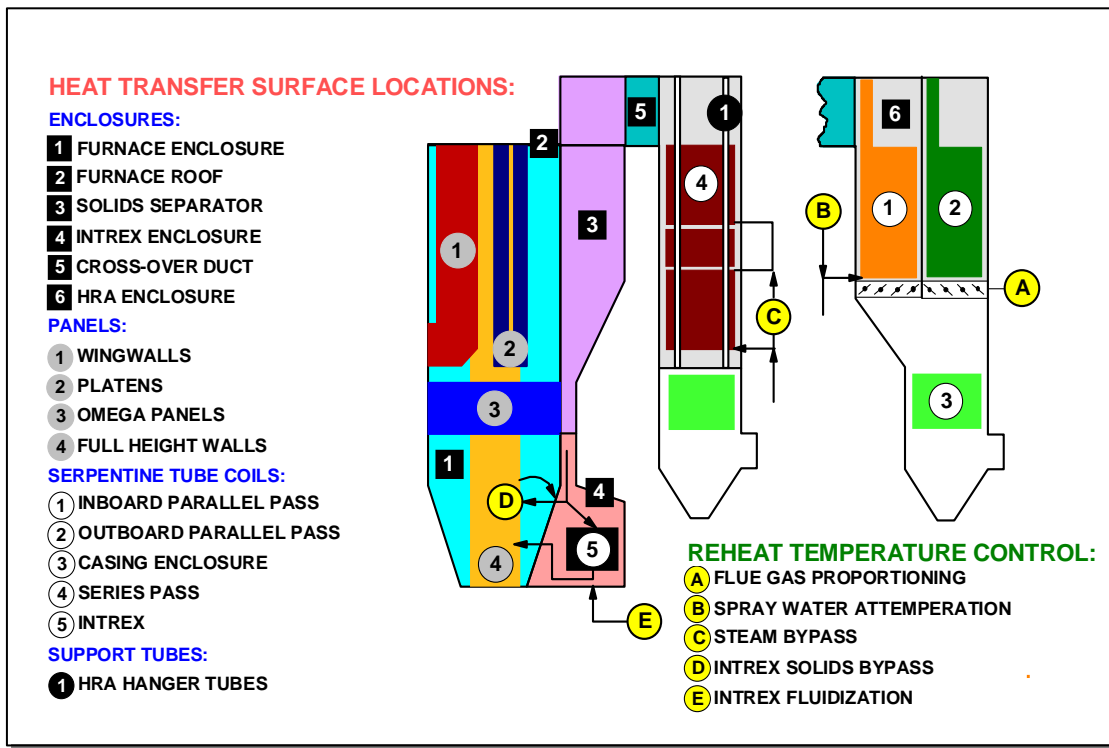 HEAT TRANSFER SURFACE LOCATIONS:
ENCLOSURES:
1 FURNACE ENCLOSURE
2 FURNACE ROOF
3 SOLIDS SEPARATOR
4 INTREX ENCLOSURE
5 CROSS-OVER DUCT
6 HRA ENCLOSURE
PANELS:
1 WINGWALLS
2 PLATENS
3 OMEGA PANELS
4 FULL HEIGHT WALLS
SERPENTINE TUBE COILS:
1 INBOARD PARALLEL PASS
2 OUTBOARD PARALLEL PASS
3 CASING ENCLOSURE
4 SERIES PASS
5 INTREX
SUPPORT TUBES:
1 HRA HANGER TUBES
2
1
2
3
3
1
D
4
4
5
E
5
1
4
C
6
B
1
2
A
3
REHEAT TEMPERATURE CONTROL:
A FLUE GAS PROPORTIONING
B SPRAY WATER ATTEMPERATION
C STEAM BYPASS
D INTREX SOLIDS BYPASS
E INTREX FLUIDIZATION